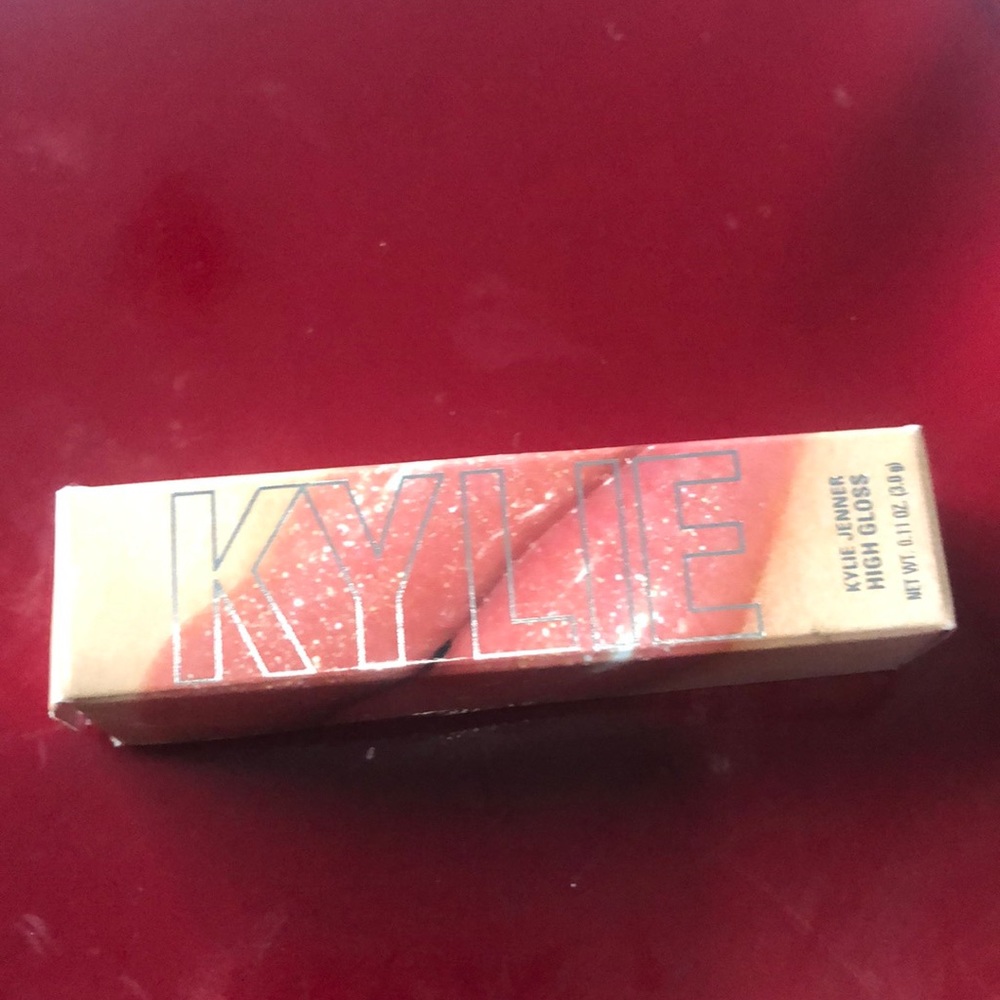 KYLIE
KYLIE JENNER
HIGH GLOSS
NET WT. 0.11 OZ. (3.0 g)